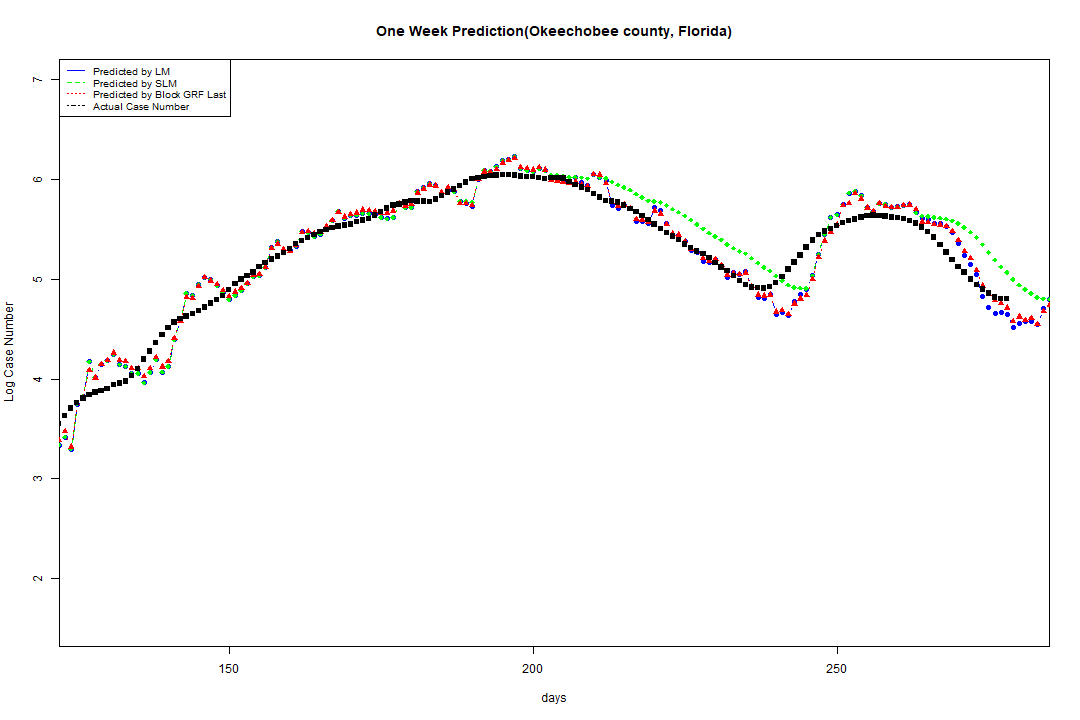 One Week Prediction(Okeechobee county, Florida)
Predicted by LM
Predicted by SLM
Predicted by Block GRF Last
Actual Case Number
7
6
5
4
3
2
Log Case Number
150 200 250
days